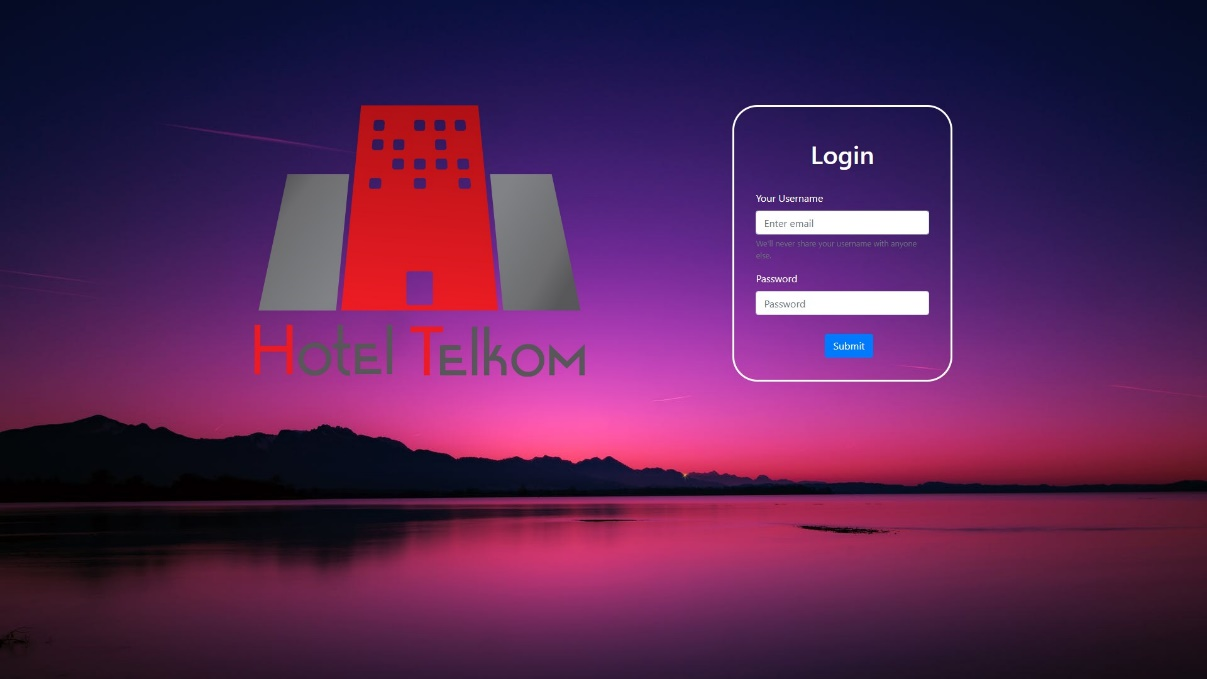 Hotel Telkom
Login
Your Username
Enter email
We'll never share your username with anyone
else.
Password
Password
Submit